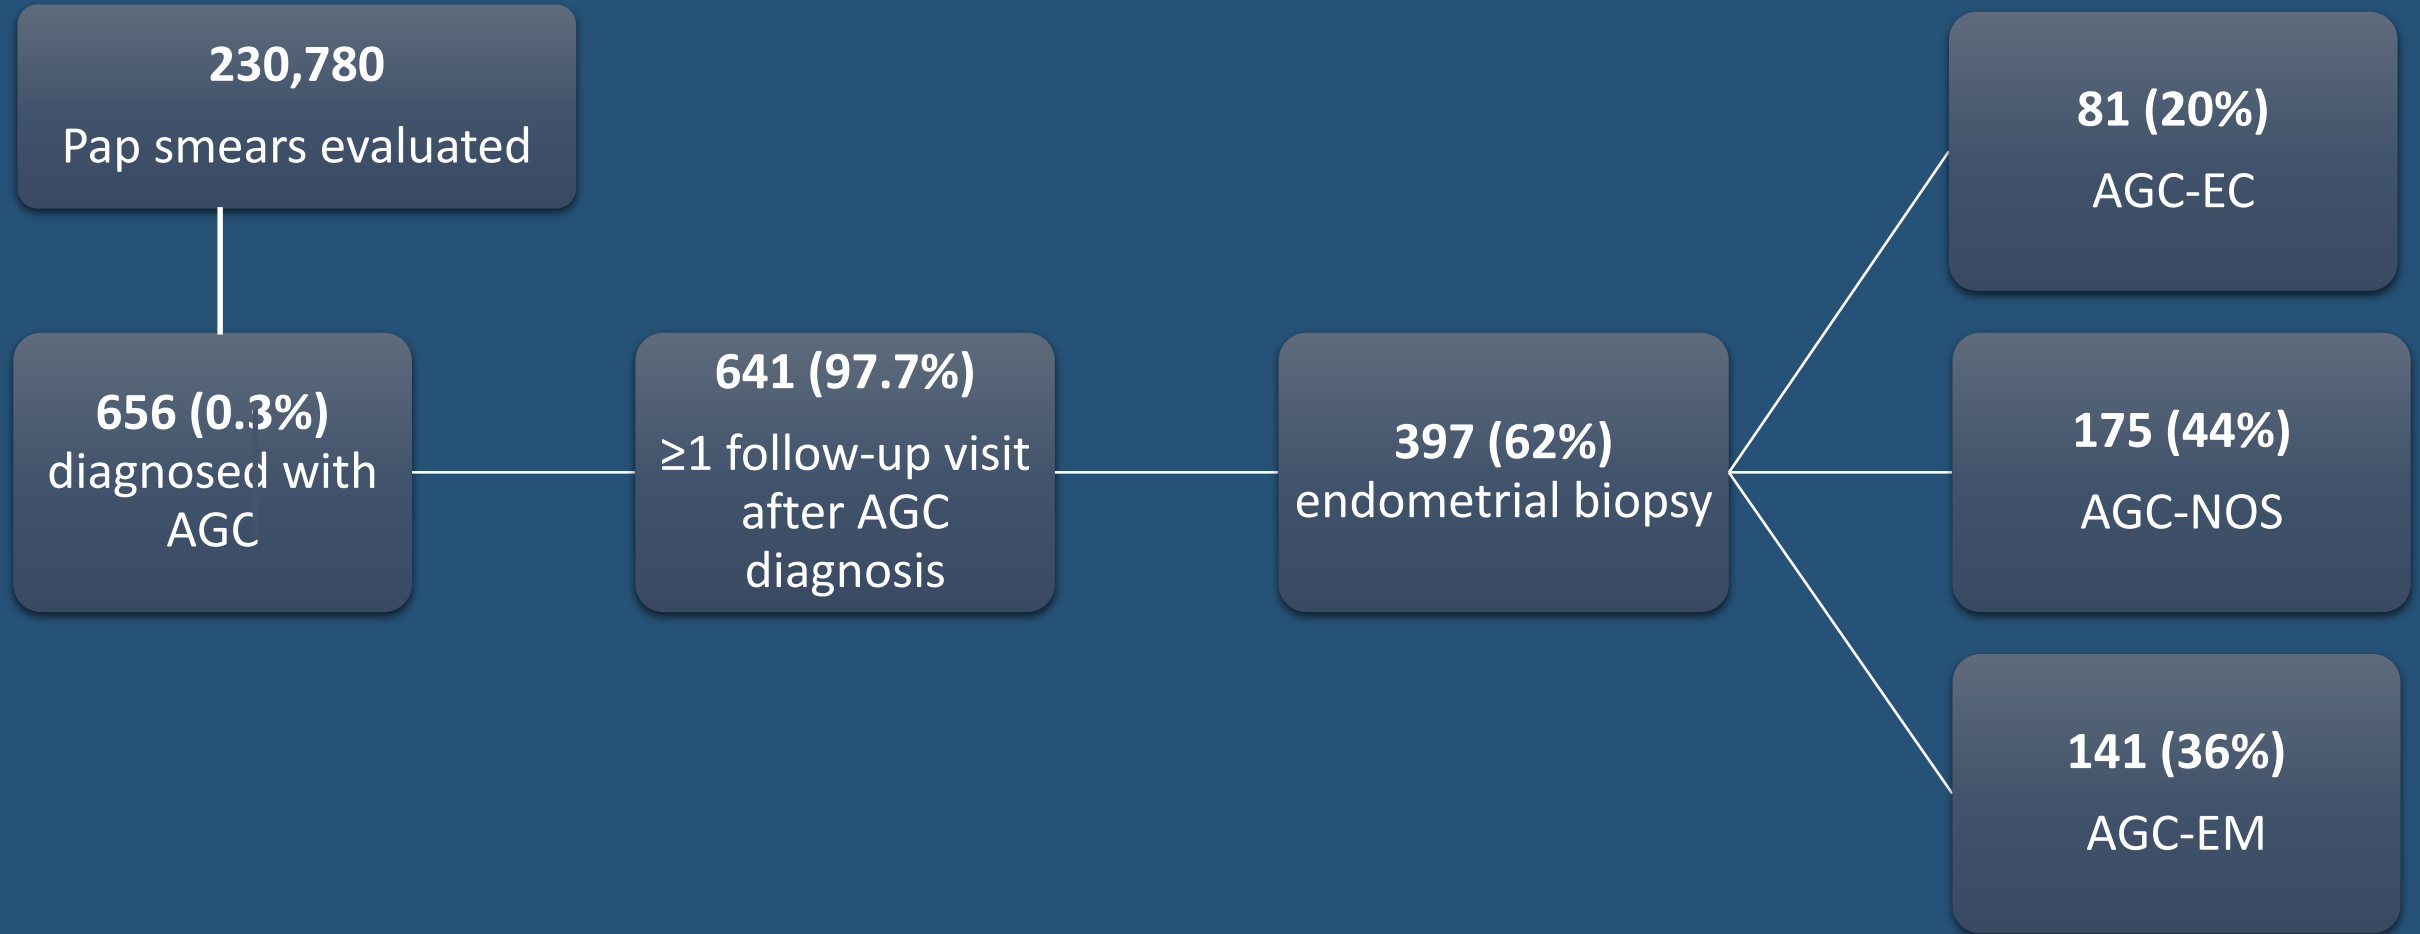 230,780
Pap smears evaluated
656 (0.3%)
diagnosed with
AGC
641 (97.7%)
≥1 follow-up visit
after AGC
diagnosis
397 (62%)
endometrial biopsy
81 (20%)
AGC-EC
175 (44%)
AGC-NOS
141 (36%)
AGC-EM